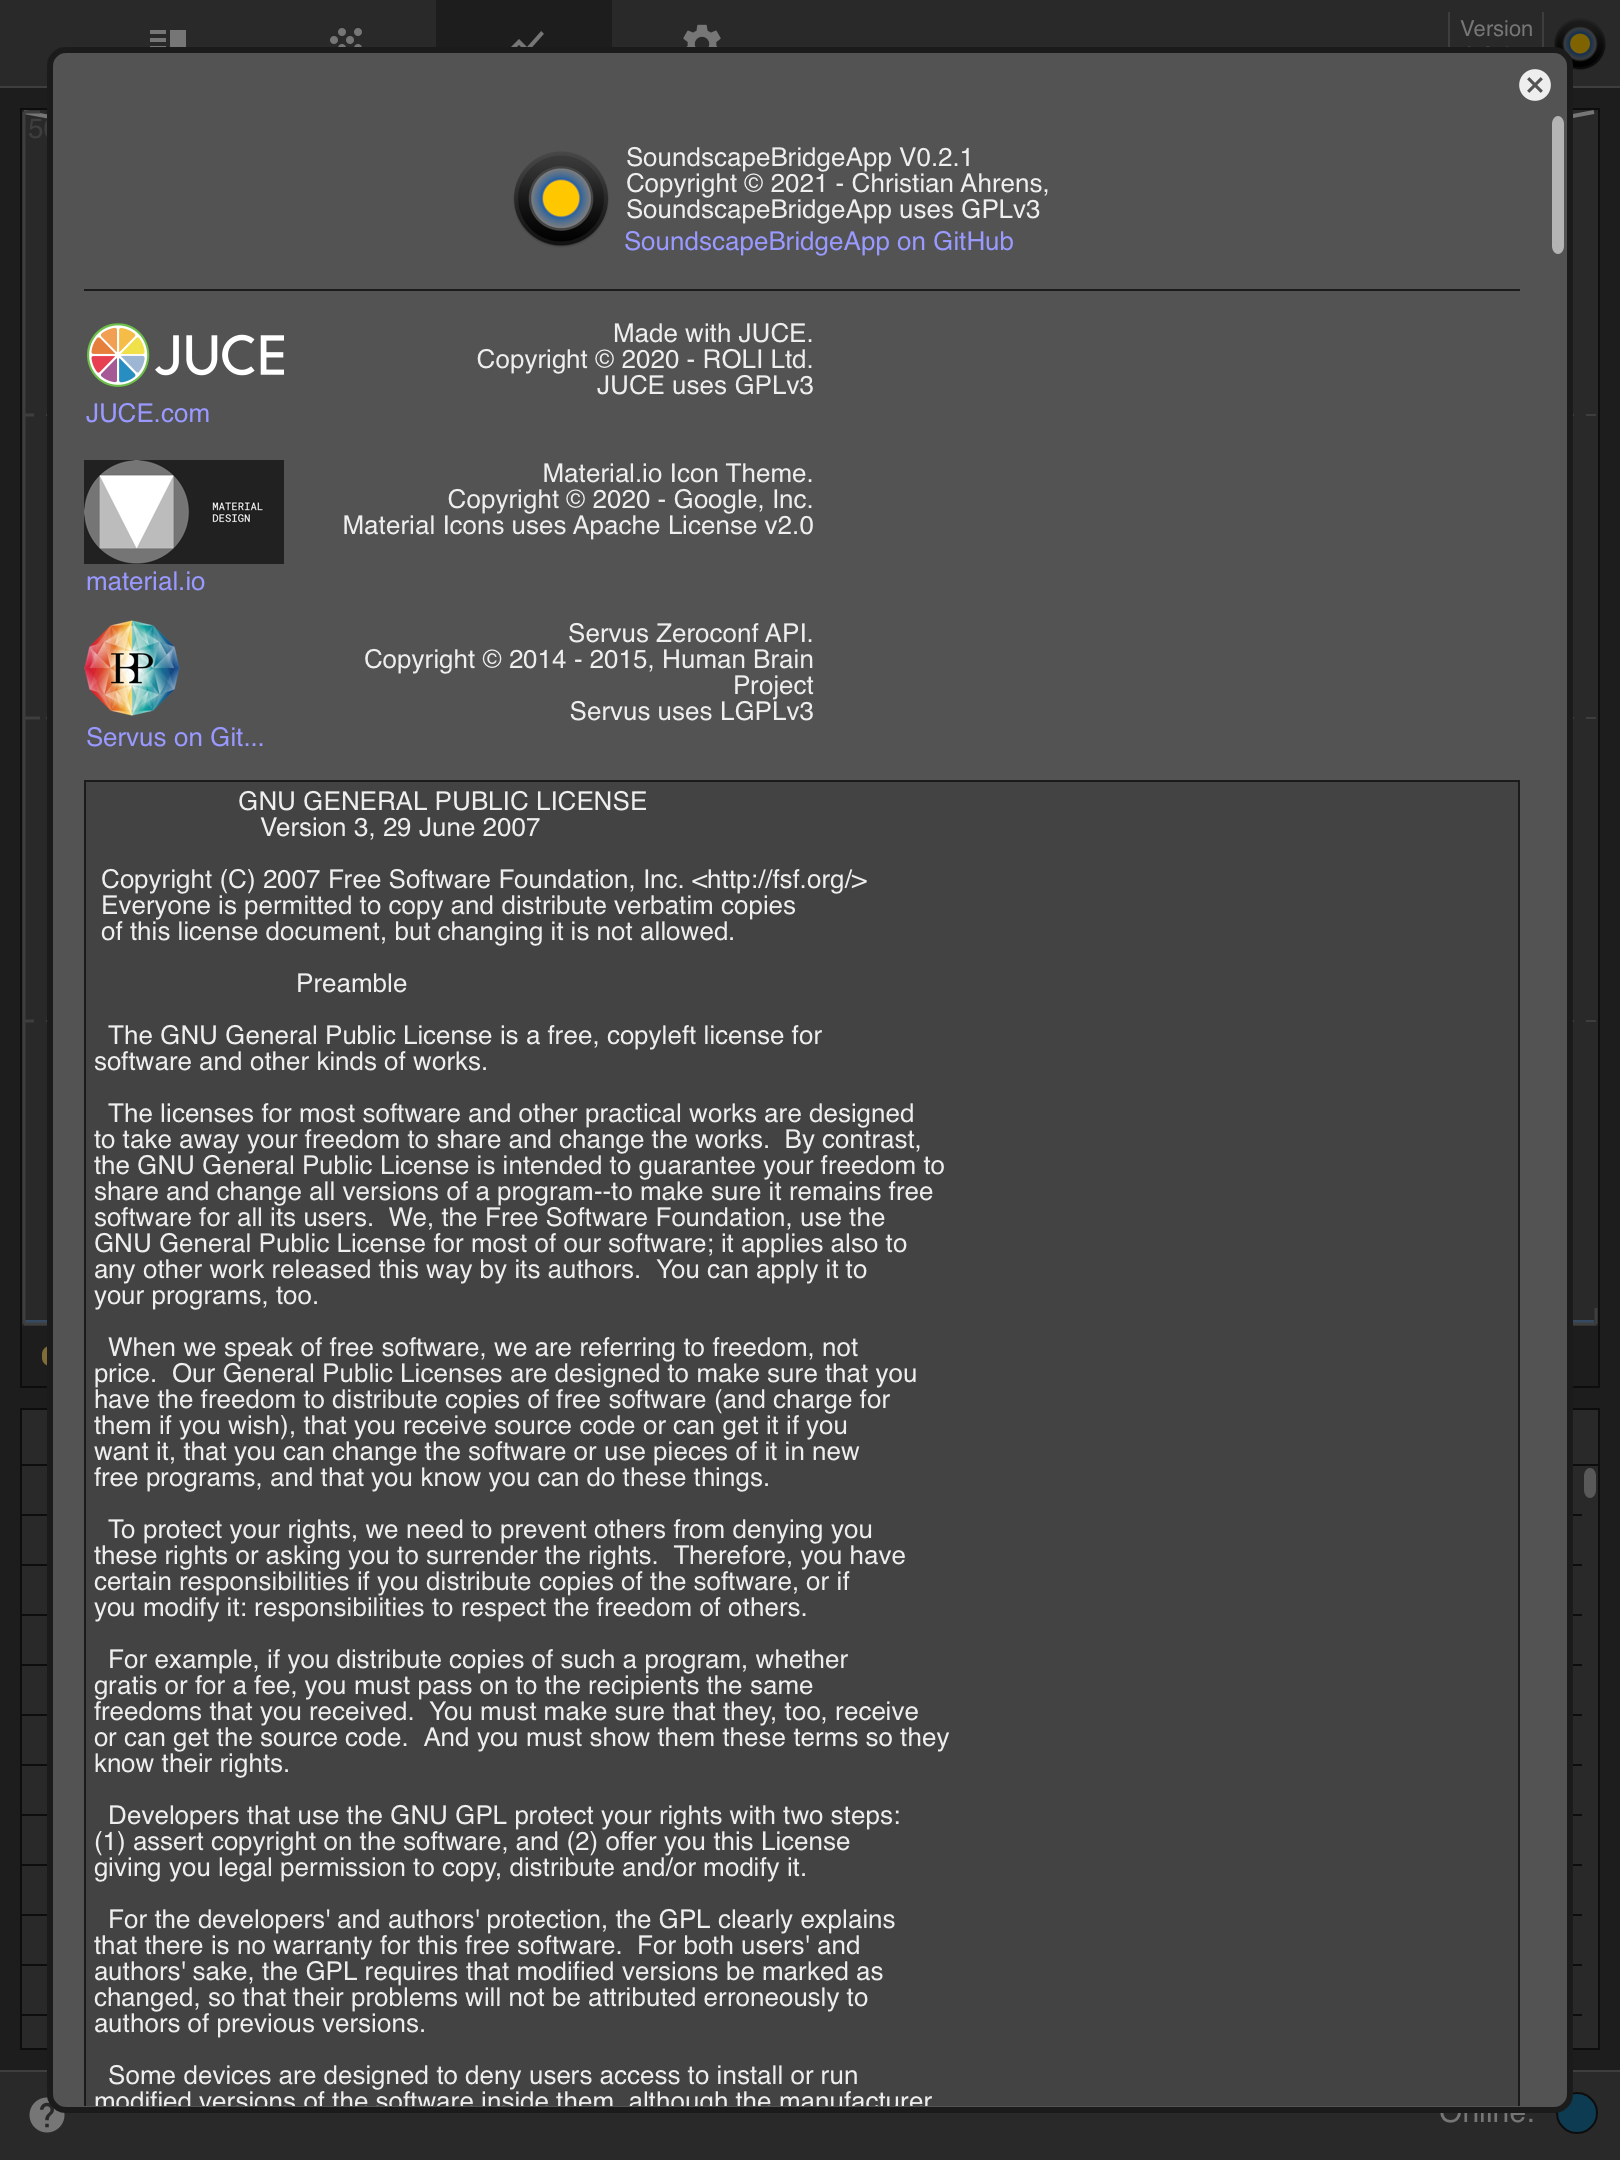 Version
SoundscapeBridgeApp V0.2.1
Copyright © 2021 - Christian Ahrens,
SoundscapeBridgeApp uses GPLv3
SoundscapeBridgeApp on GitHub
JUCE
Made with JUCE.
Copyright © 2020 - ROLI Ltd.
JUCE uses GPLv3
JUCE.com
MATERIAL
DESIGN
Material.io Icon Theme.
Copyright © 2020 - Google, Inc.
Material Icons uses Apache License v2.0
material.io
Servus Zeroconf API.
Copyright © 2014 - 2015, Human Brain
Project
Servus uses LGPLv3
Servus on Git...
GNU GENERAL PUBLIC LICENSE
Version 3, 29 June 2007
Copyright (C) 2007 Free Software Foundation, Inc. <http://fsf.org/>
Everyone is permitted to copy and distribute verbatim copies
of this license document, but changing it is not allowed.
Preamble
The GNU General Public License is a free, copyleft license for
software and other kinds of works.
The licenses for most software and other practical works are designed
to take away your freedom to share and change the works.  By contrast,
the GNU General Public License is intended to guarantee your freedom to
share and change all versions of a program--to make sure it remains free
software for all its users.  We, the Free Software Foundation, use the
GNU General Public License for most of our software; it applies also to
any other work released this way by its authors.  You can apply it to
your programs, too.
When we speak of free software, we are referring to freedom, not
price.  Our General Public Licenses are designed to make sure that you
have the freedom to distribute copies of free software (and charge for
them if you wish), that you receive source code or can get it if you
want it, that you can change the software or use pieces of it in new
free programs, and that you know you can do these things.
To protect your rights, we need to prevent others from denying you
these rights or asking you to surrender the rights.  Therefore, you have
certain responsibilities if you distribute copies of the software, or if
you modify it: responsibilities to respect the freedom of others.
For example, if you distribute copies of such a program, whether
gratis or for a fee, you must pass on to the recipients the same
freedoms that you received.  You must make sure that they, too, receive
or can get the source code.  And you must show them these terms so they
know their rights.
Developers that use the GNU GPL protect your rights with two steps:
(1) assert copyright on the software, and (2) offer you this License
giving you legal permission to copy, distribute and/or modify it.
For the developers' and authors' protection, the GPL clearly explains
that there is no warranty for this free software.  For both users' and
authors' sake, the GPL requires that modified versions be marked as
changed, so that their problems will not be attributed erroneously to
authors of previous versions.
Some devices are designed to deny users access to install or run
modified versions of the software inside them, although the manufacturer
Online: